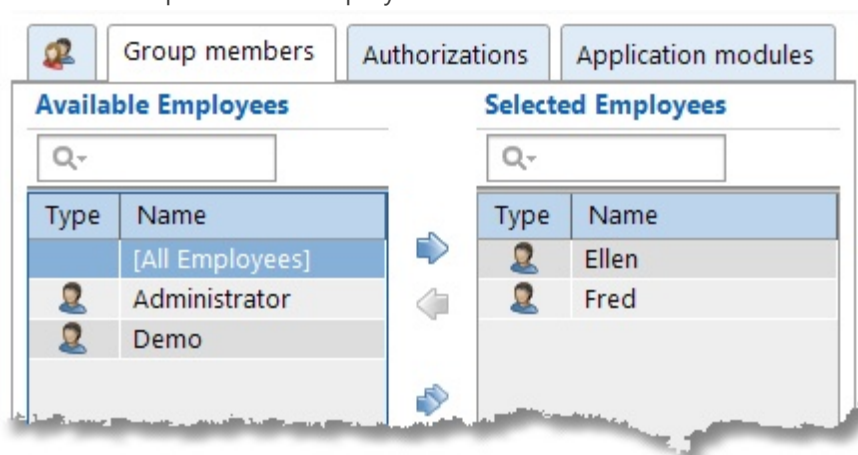 Group members Authorizations Application modules
Available Employees Selected Employees
Type Name Type Name
[All Employees] Ellen
Administrator Fred
Demo